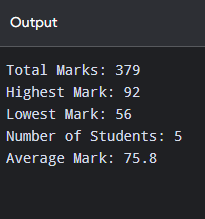 Output
Total Marks: 379
Highest Mark: 92
Lowest Mark: 56
Number of Students: 5
Average Mark: 75.8